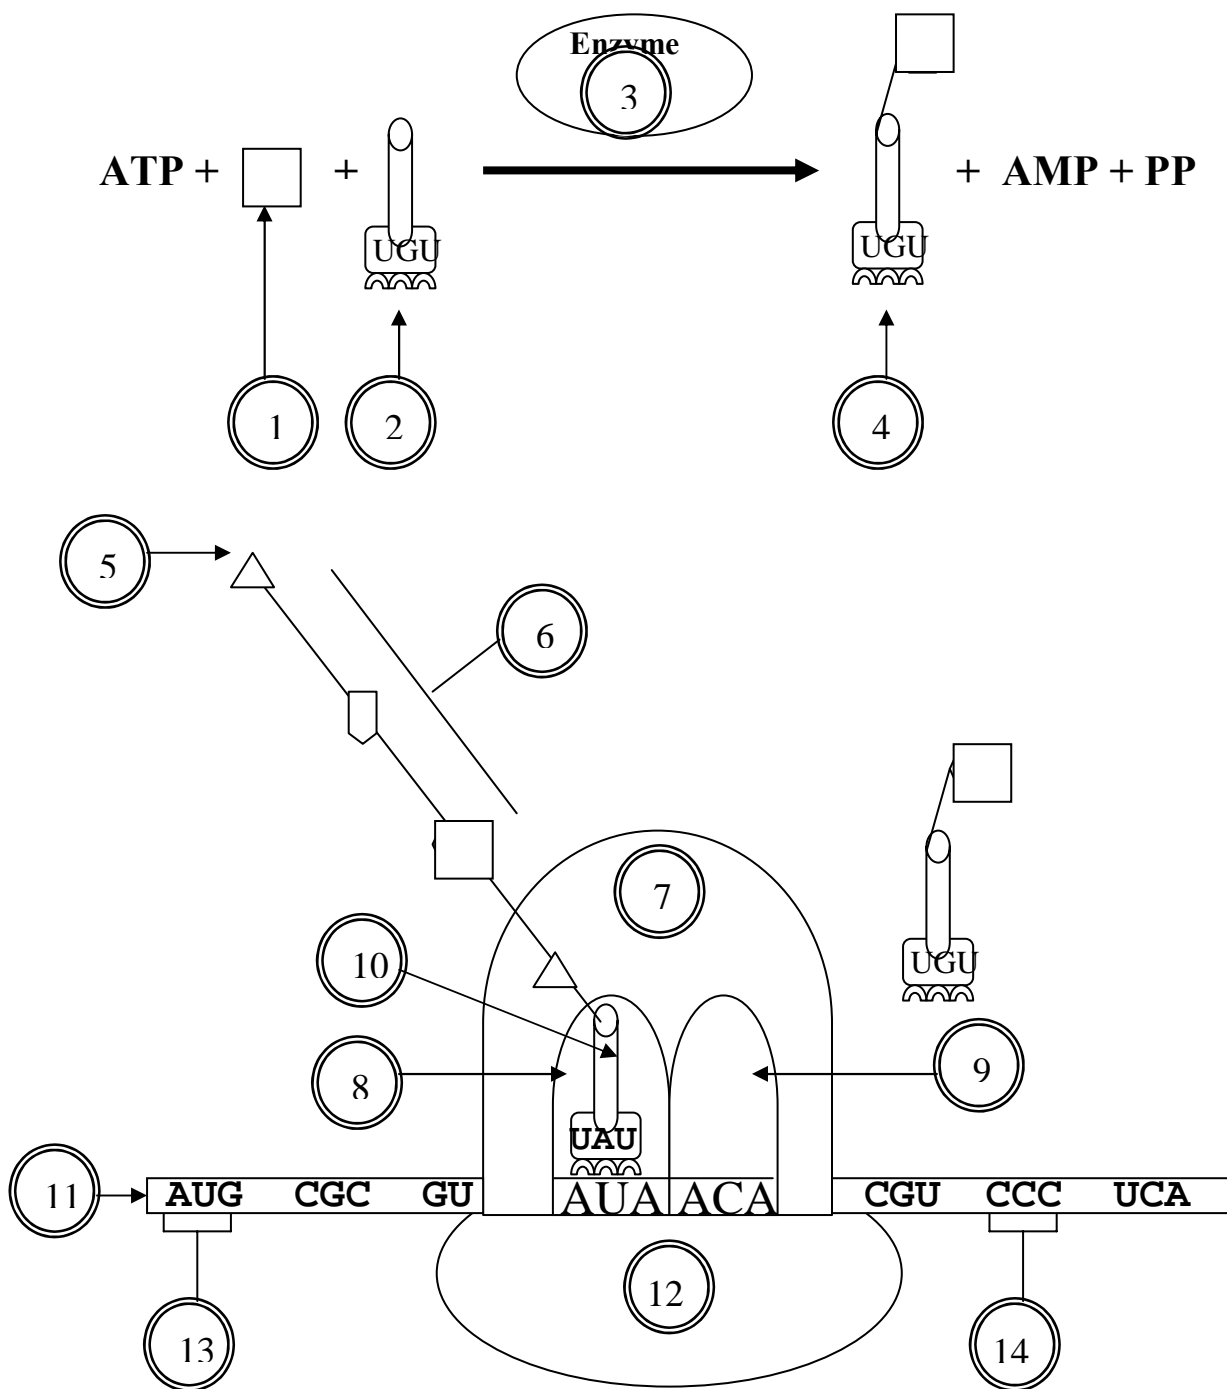 Enzyme
3
ATP + + + AMP + PP
UGU UGU
1 2 4
5
6
7
10
UGU
8 9
UAU
11 AUG CGC GU AUA ACA CGU CCC UCA
12
13 14